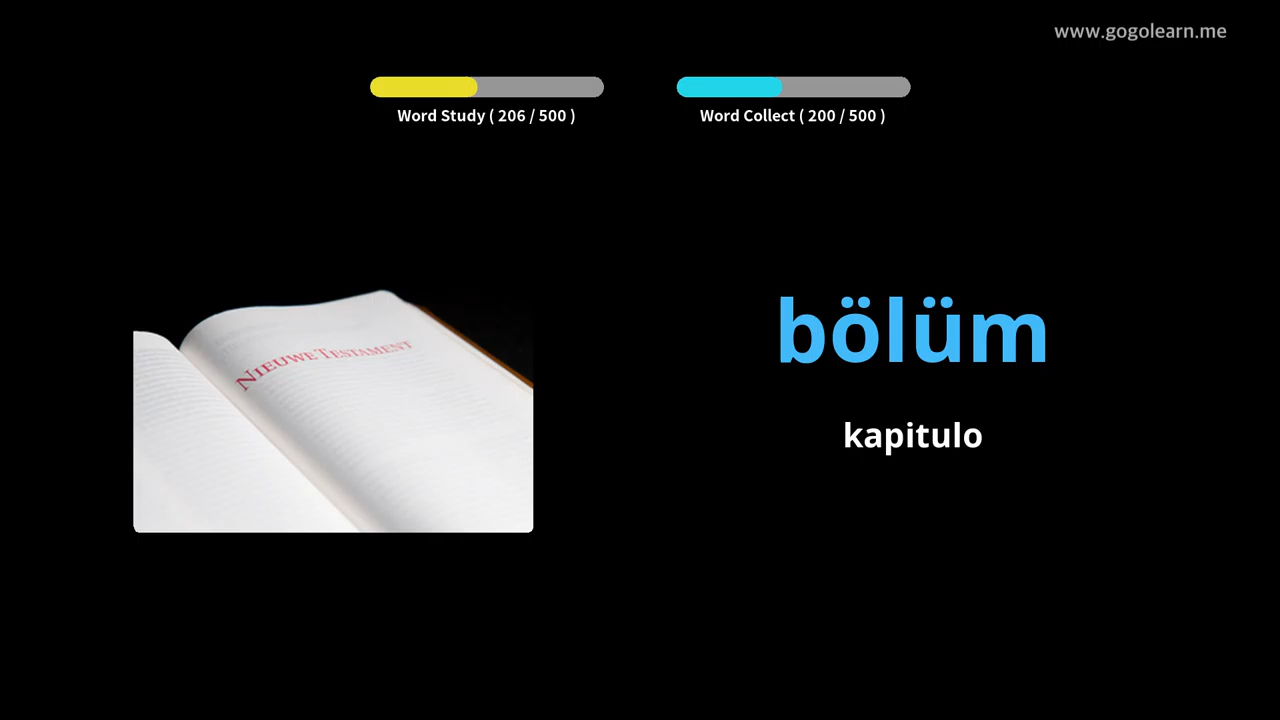 www.gogolearn.me
Word Study ( 206 / 500 )
Word Collect ( 200 / 500 )
NIEUWE TESTAMENT
bölüm
kapitulo